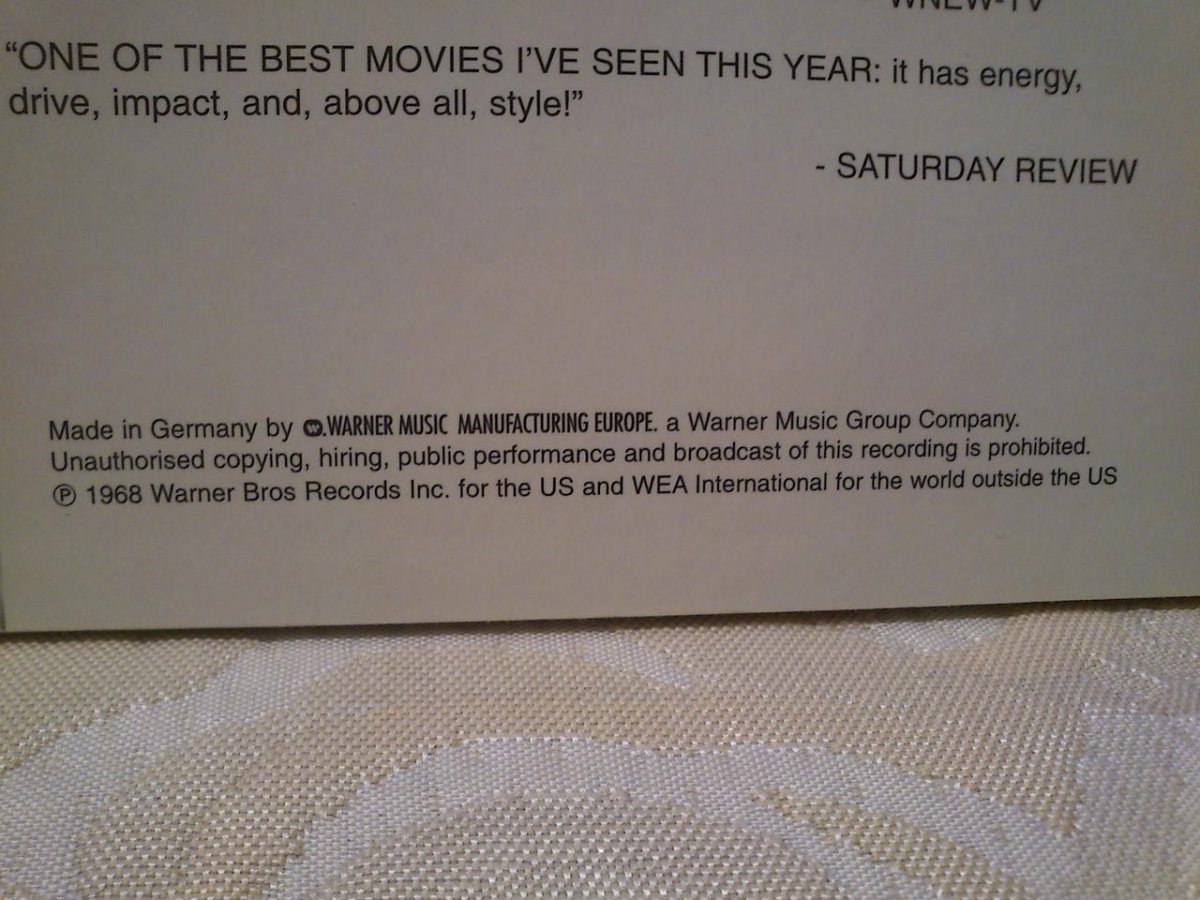 WNEW-TV
“ONE OF THE BEST MOVIES I’VE SEEN THIS YEAR: it has energy,
drive, impact, and, above all, style!”
- SATURDAY REVIEW
Made in Germany by W.WARNER MUSIC MANUFACTURING EUROPE. a Warner Music Group Company.
Unauthorised copying, hiring, public performance and broadcast of this recording is prohibited.
℗ 1968 Warner Bros Records Inc. for the US and WEA International for the world outside the US